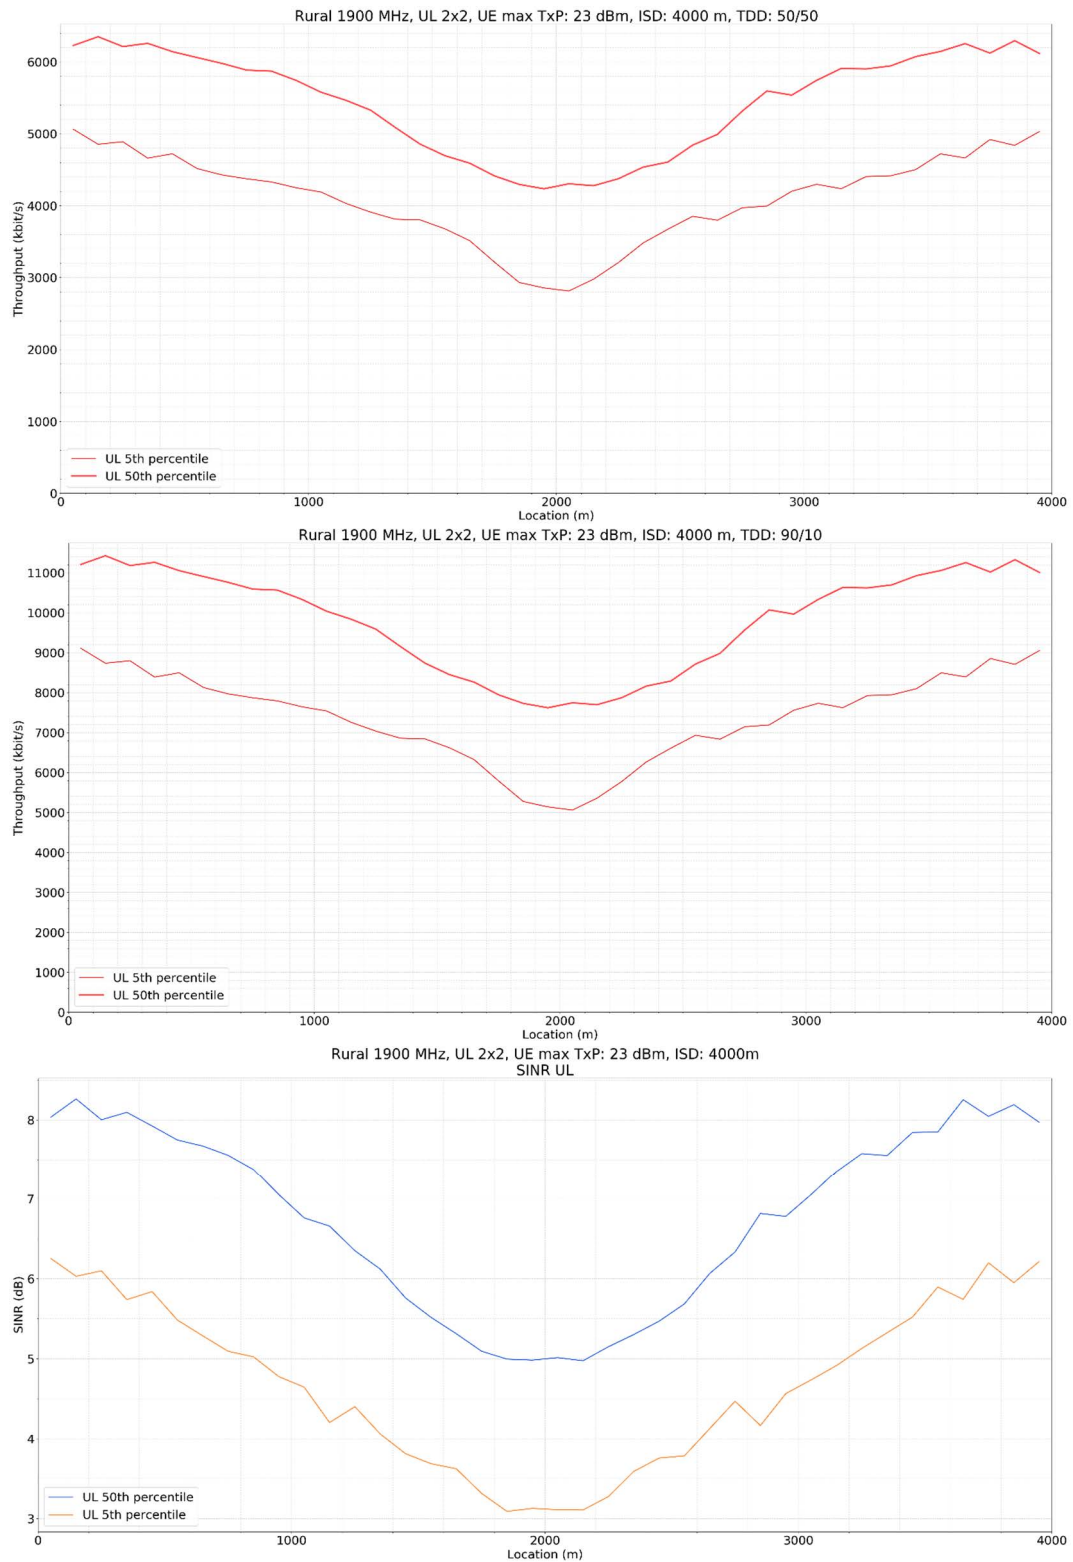 Rural 1900 MHz, UL 2x2, UE max TxP: 23 dBm, ISD: 4000 m, TDD: 50/50
6000
5000
4000
3000
2000
1000
0
Throughput (kbit/s)
UL 5th percentile
UL 50th percentile
0 1000 2000 3000 4000
Location (m)
Rural 1900 MHz, UL 2x2, UE max TxP: 23 dBm, ISD: 4000 m, TDD: 90/10
11000
10000
9000
8000
7000
6000
5000
4000
3000
2000
1000
0
Throughput (kbit/s)
UL 5th percentile
UL 50th percentile
0 1000 2000 3000 4000
Location (m)
Rural 1900 MHz, UL 2x2, UE max TxP: 23 dBm, ISD: 4000m
SINR UL
8
7
6
5
4
3
SINR (dB)
UL 50th percentile
UL 5th percentile
0 1000 2000 3000 4000
Location (m)